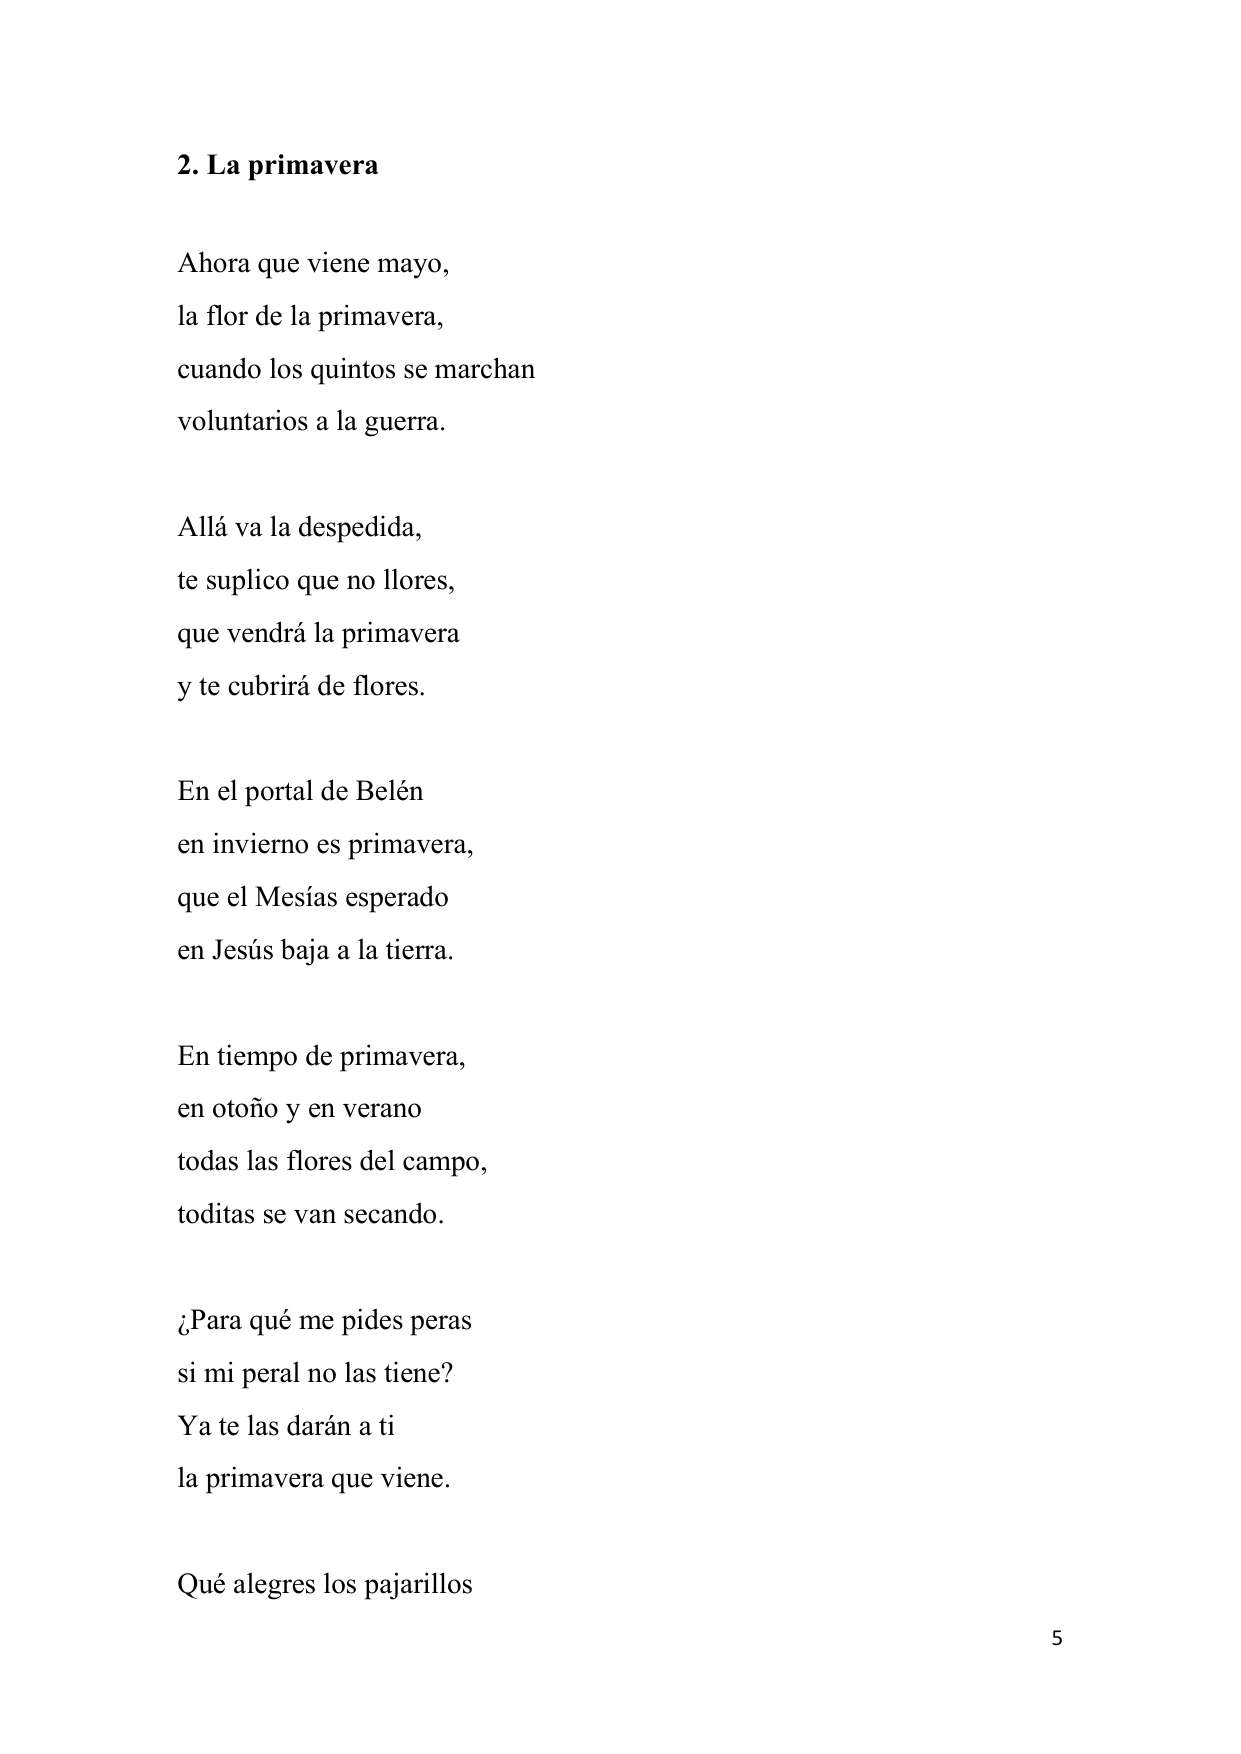 2. La primavera
Ahora que viene mayo,
la flor de la primavera,
cuando los quintos se marchan
voluntarios a la guerra.
Allá va la despedida,
te suplico que no llores,
que vendrá la primavera
y te cubrirá de flores.
En el portal de Belén
en invierno es primavera,
que el Mesías esperado
en Jesús baja a la tierra.
En tiempo de primavera,
en otoño y en verano
todas las flores del campo,
toditas se van secando.
¿Para qué me pides peras
si mi peral no las tiene?
Ya te las darán a ti
la primavera que viene.
Qué alegres los pajarillos
5